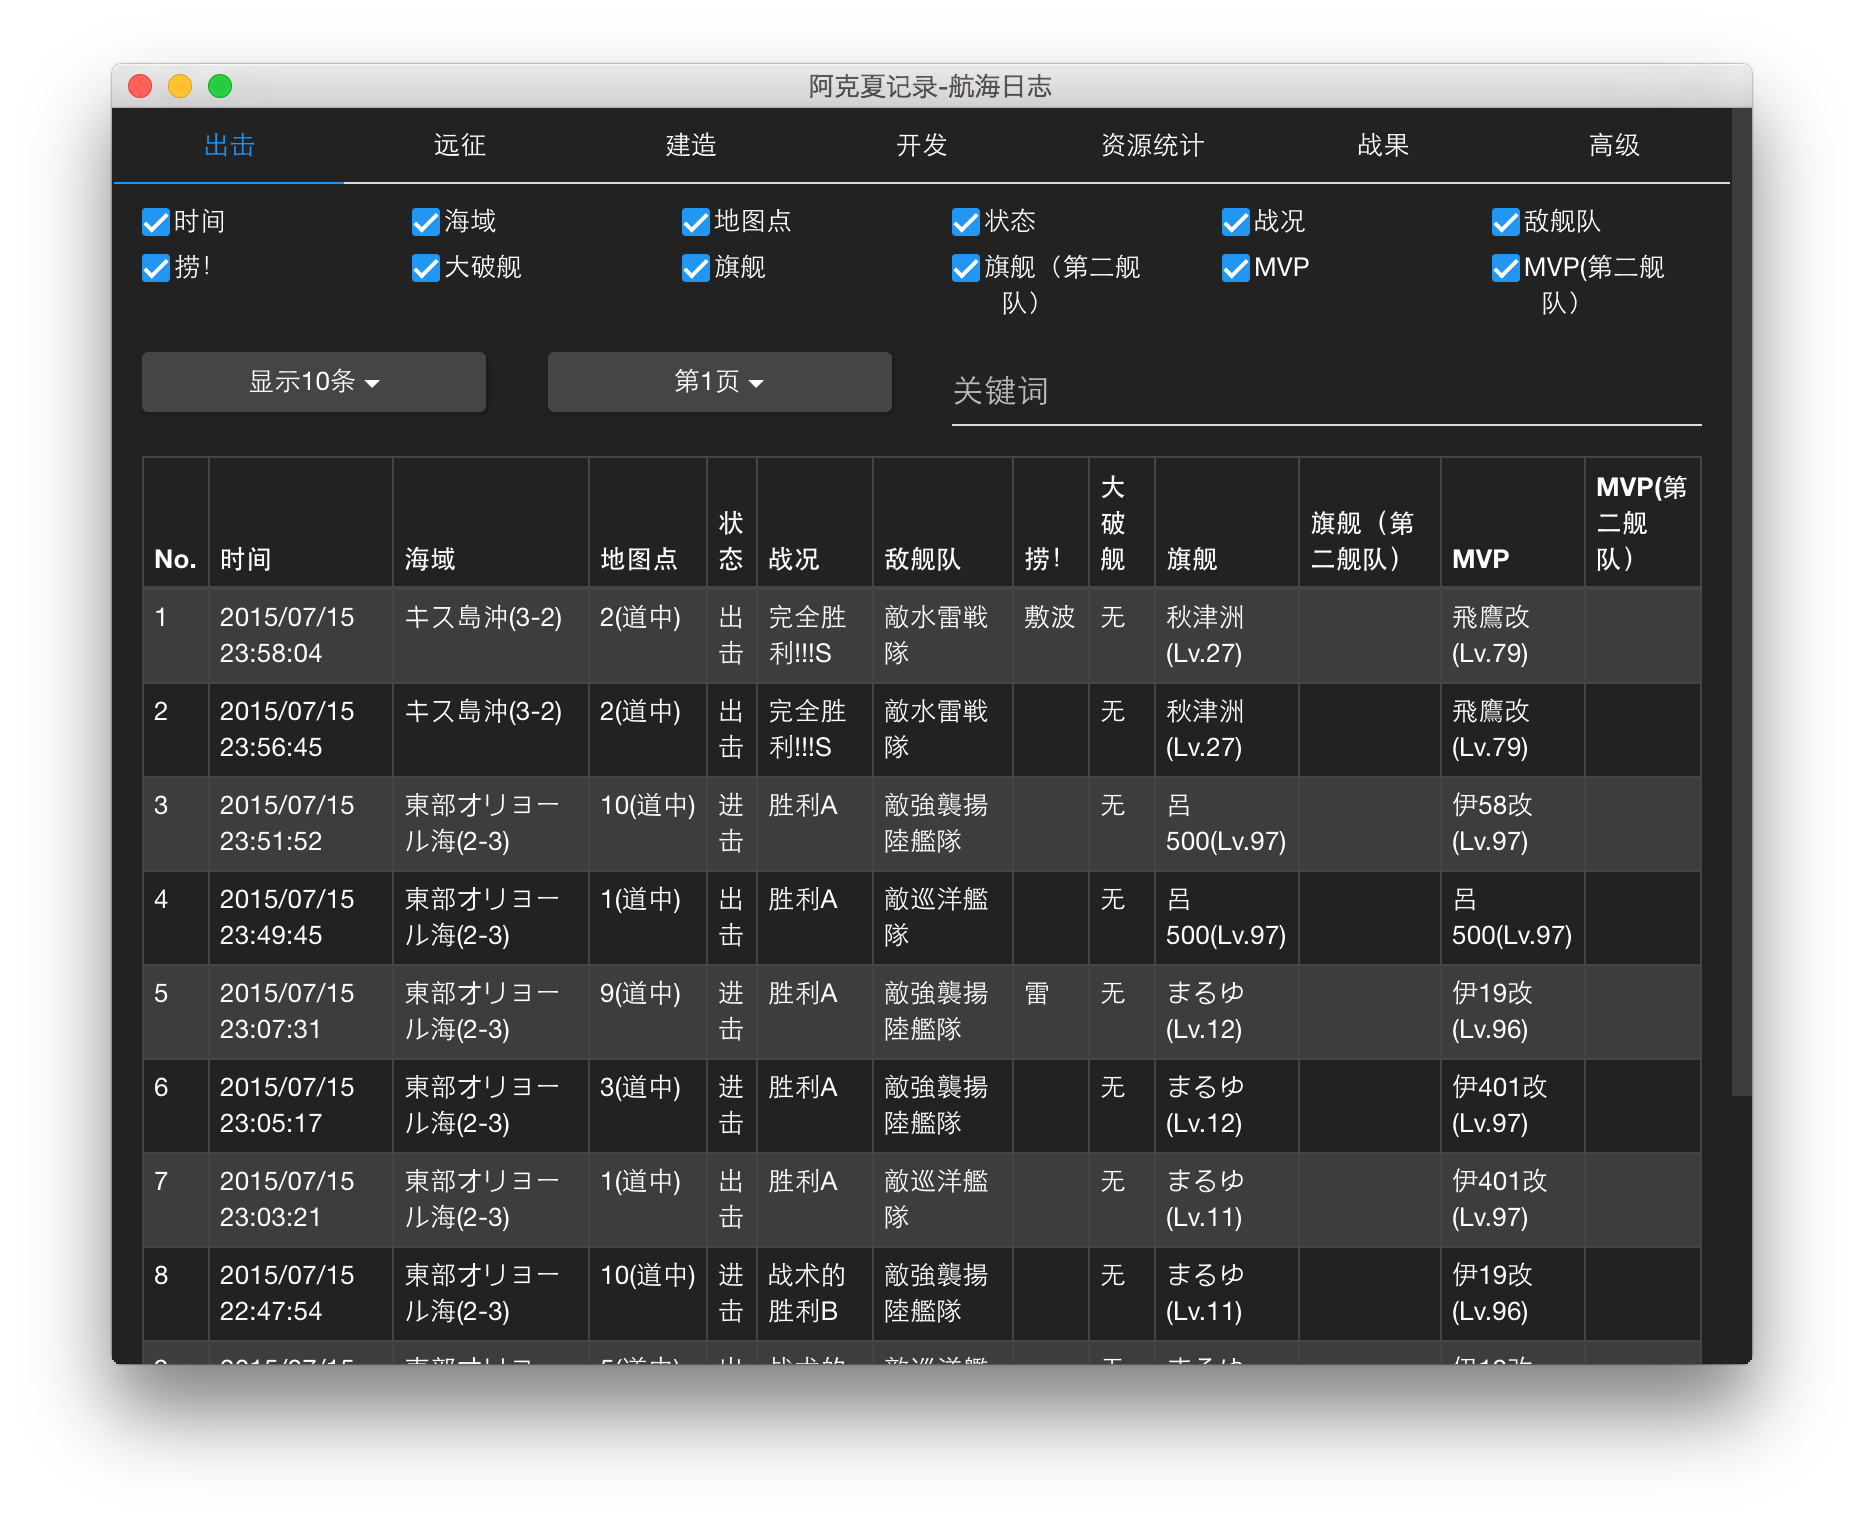 阿克夏记录-航海日志
出击 远征 建造 开发 资源统计 战果 高级
时间 海域 地图点 状态 战况 敌舰队
捞！ 大破舰 旗舰 旗舰（第二舰 MVP MVP(第二舰
队） 队）
显示10条 第1页 关键词
大 MVP(第
状 破 旗舰（第 二舰
No. 时间 海域 地图点 态 战况 敌舰队 捞！ 舰 旗舰 二舰队） MVP 队）
1 2015/07/15 キス島沖(3-2) 2(道中) 出 完全胜 敵水雷戦 敷波 无 秋津洲 飛鷹改
23:58:04 击 利!!!S 隊 (Lv.27) (Lv.79)
2 2015/07/15 キス島沖(3-2) 2(道中) 出 完全胜 敵水雷戦 无 秋津洲 飛鷹改
23:56:45 击 利!!!S 隊 (Lv.27) (Lv.79)
3 2015/07/15 東部オリョー 10(道中) 进 胜利A 敵強襲揚 无 呂 伊58改
23:51:52 ル海(2-3) 击 陸艦隊 500(Lv.97) (Lv.97)
4 2015/07/15 東部オリョー 1(道中) 出 胜利A 敵巡洋艦 无 呂 呂
23:49:45 ル海(2-3) 击 隊 500(Lv.97) 500(Lv.97)
5 2015/07/15 東部オリョー 9(道中) 进 胜利A 敵強襲揚 雷 无 まるゆ 伊19改
23:07:31 ル海(2-3) 击 陸艦隊 (Lv.12) (Lv.96)
6 2015/07/15 東部オリョー 3(道中) 进 胜利A 敵強襲揚 无 まるゆ 伊401改
23:05:17 ル海(2-3) 击 陸艦隊 (Lv.12) (Lv.97)
7 2015/07/15 東部オリョー 1(道中) 出 胜利A 敵巡洋艦 无 まるゆ 伊401改
23:03:21 ル海(2-3) 击 隊 (Lv.11) (Lv.97)
8 2015/07/15 東部オリョー 10(道中) 进 战术的 敵強襲揚 无 まるゆ 伊19改
22:47:54 ル海(2-3) 击 胜利B 陸艦隊 (Lv.11) (Lv.96)